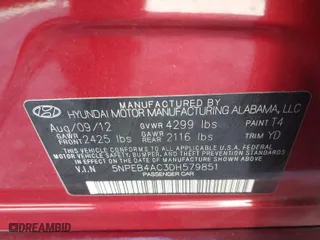 MANUFACTURED BY
HYUNDAI MOTOR MANUFACTURING ALABAMA, LLC
Aug/09/12 GVWR 4299 lbs PAINT T4
GAWR FRONT 2425 lbs GAWR REAR 2116 lbs TRIM YD
THIS VEHICLE CONFORMS TO ALL APPLICABLE U.S.A. FEDERAL MOTOR
VEHICLE SAFETY, BUMPER, AND THEFT PREVENTION STANDARDS IN
EFFECT ON THE DATE OF MANUFACTURE SHOWN ABOVE.
V.I.N 5NPEB4AC3DH579851
PASSENGER CAR
DREAMBID